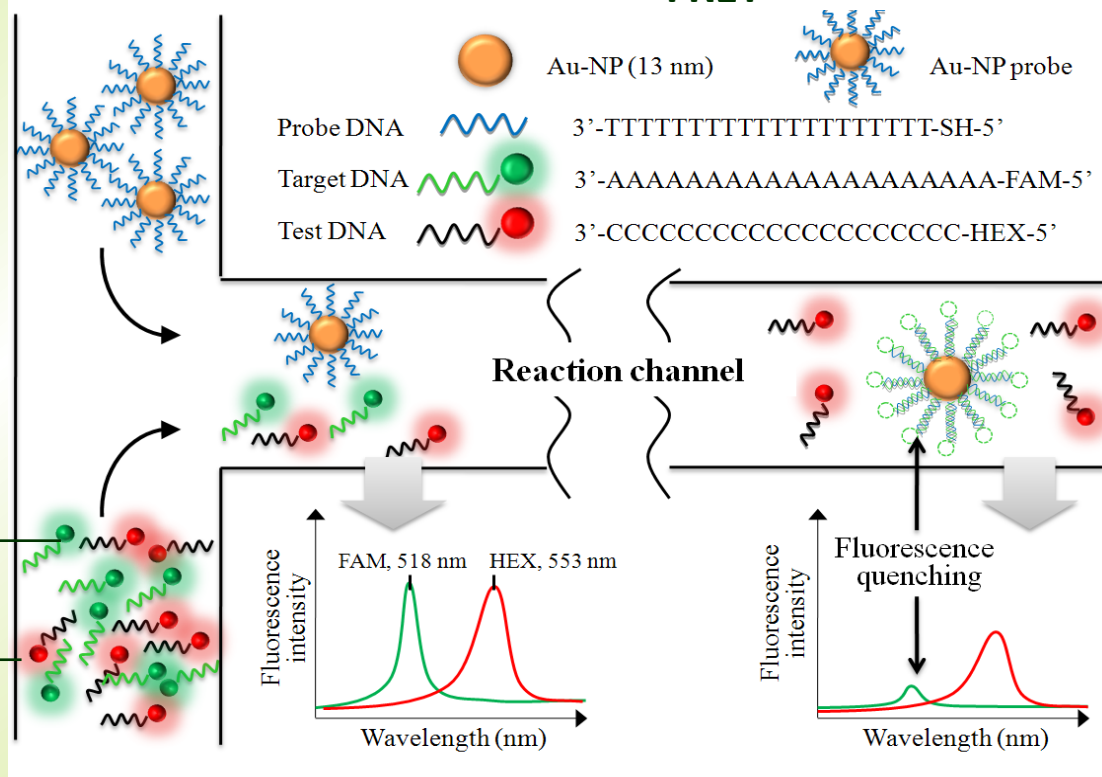 Au-NP (13 nm)
Au-NP probe
Probe DNA
3’-TTTTTTTTTTTTTTTTTTTT-SH-5’
Target DNA
3’-AAAAAAAAAAAAAAAAAAAA-FAM-5’
Test DNA
3’-CCCCCCCCCCCCCCCCCCCC-HEX-5’
Reaction channel
Fluorescence
intensity
FAM, 518 nm
HEX, 553 nm
Wavelength (nm)
Fluorescence
quenching
Fluorescence
intensity
Wavelength (nm)